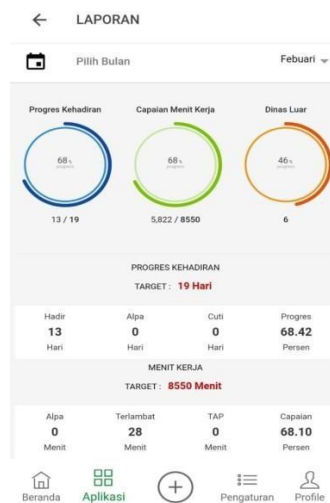 LAPORAN
Pilih Bulan Febuari
Progres Kehadiran Capaian Menit Kerja Dinas Luar
68 % 68 % 46 %
progress progress progress
13 / 19 5,822 / 8550 6
PROGRES KEHADIRAN
TARGET : 19 Hari
Hadir Alpa Cuti Progres
13 0 0 68.42
Hari Hari Hari Persen
MENIT KERJA
TARGET : 8550 Menit
Alpa Terlambat TAP Capaian
0 28 0 68.10
Menit Menit Menit Persen
Beranda Aplikasi Pengaturan Profile